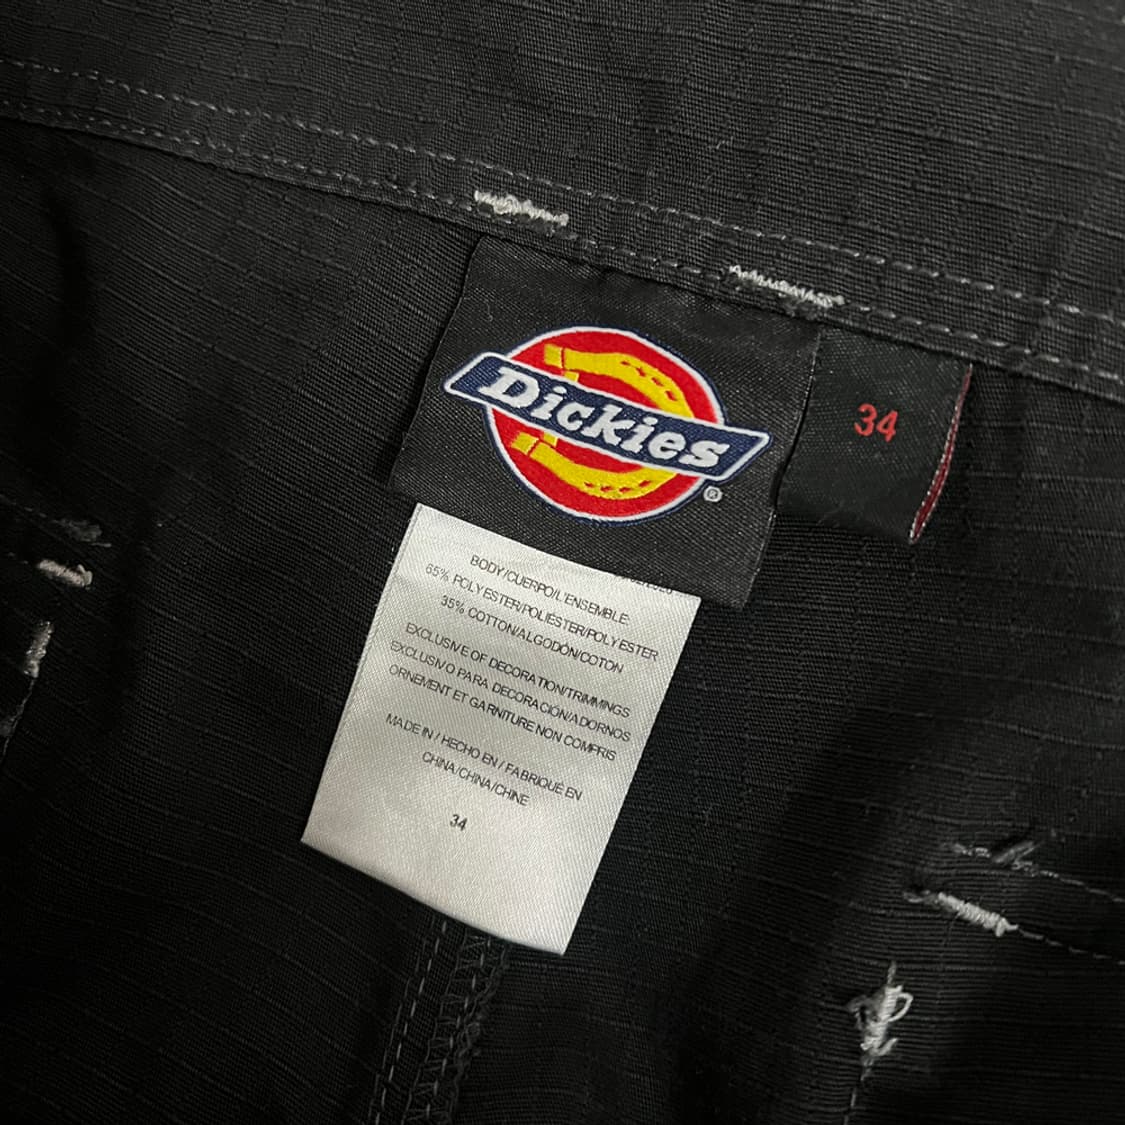 Dickies
®
34
BODY/CUERPO/L'ENSEMBLE:
65% POLYESTER/POLIÉSTER/POLYESTER
35% COTTON/ALGODÓN/COTON
EXCLUSIVE OF DECORATION/TRIMMINGS
EXCLUSIVO PARA DECORACIÓN/ADORNOS
ORNEMENT ET GARNITURE NON COMPRIS
MADE IN / HECHO EN / FABRIQUÉ EN
CHINA/CHINA/CHINE
34